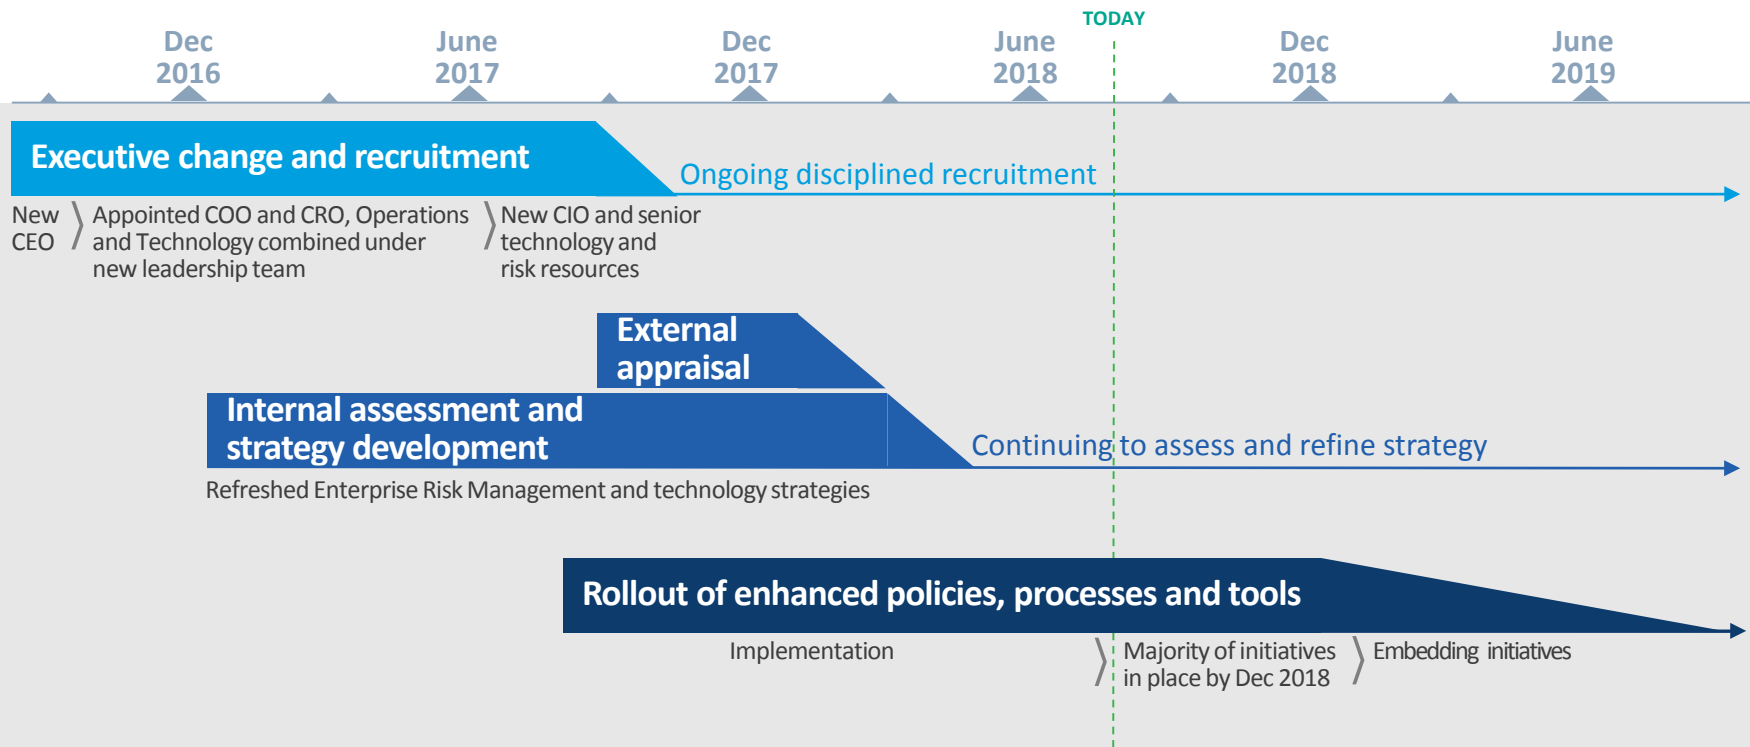 TODAY
Dec
2016
June
2017
Dec
2017
June
2018
Dec
2018
June
2019
Executive change and recruitment
Ongoing disciplined recruitment
New
CEO
Appointed COO and CRO, Operations
and Technology combined under
new leadership team
New CIO and senior
technology and
risk resources
External
appraisal
Internal assessment and
strategy development
Continuing to assess and refine strategy
Refreshed Enterprise Risk Management and technology strategies
Rollout of enhanced policies, processes and tools
Implementation
Majority of initiatives
in place by Dec 2018
Embedding initiatives